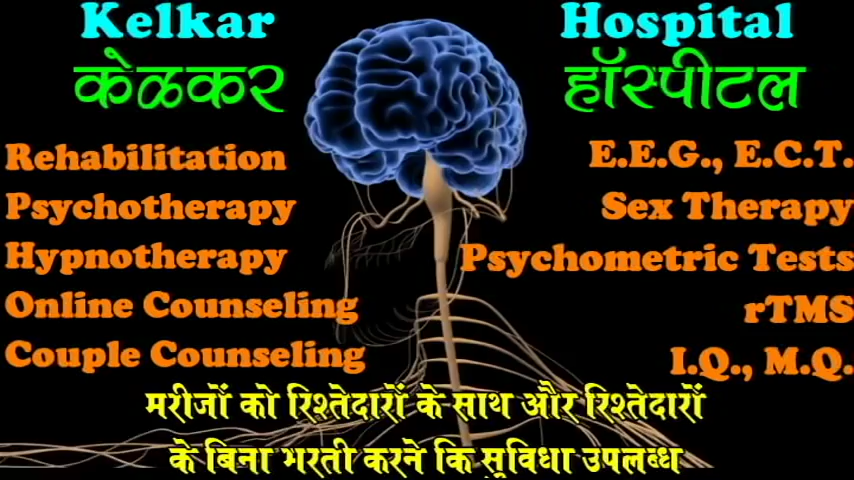 Kelkar Hospital
केळकर हॉस्पीटल
Rehabilitation
Psychotherapy
Hypnotherapy
Online Counseling
Couple Counseling
E.E.G., E.C.T.
Sex Therapy
Psychometric Tests
rTMS
I.Q., M.Q.
मरीजों को रिश्तेदारों के साथ और रिश्तेदारों
के बिना भरती करने कि सुविधा उपलब्ध